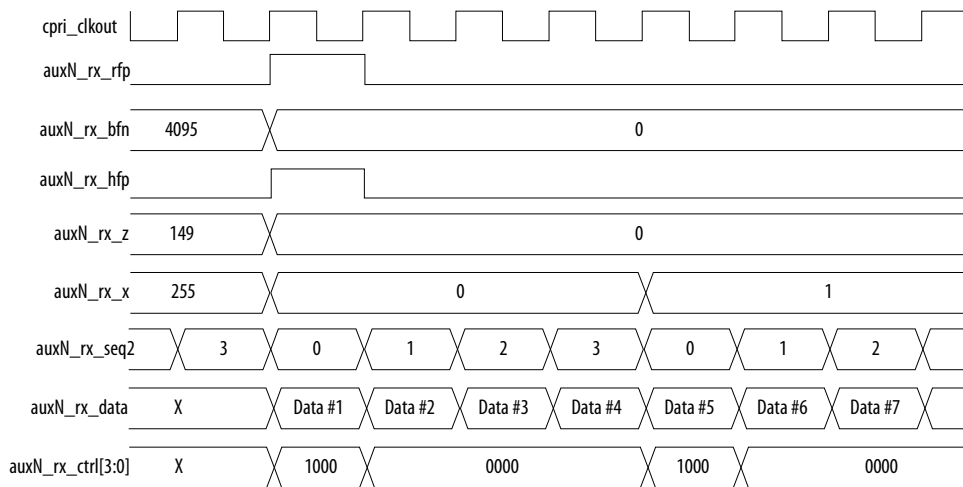 cpri_clkout
auxN_rx_rfp
auxN_rx_bfn 4095 0
auxN_rx_hfp
auxN_rx_z 149 0
auxN_rx_x 255 0 1
auxN_rx_seq 2 3 0 1 2 3 0 1 2
auxN_rx_data X Data #1 Data #2 Data #3 Data #4 Data #5 Data #6 Data #7
auxN_rx_ctrl[3:0] X 1000 0000 1000 0000